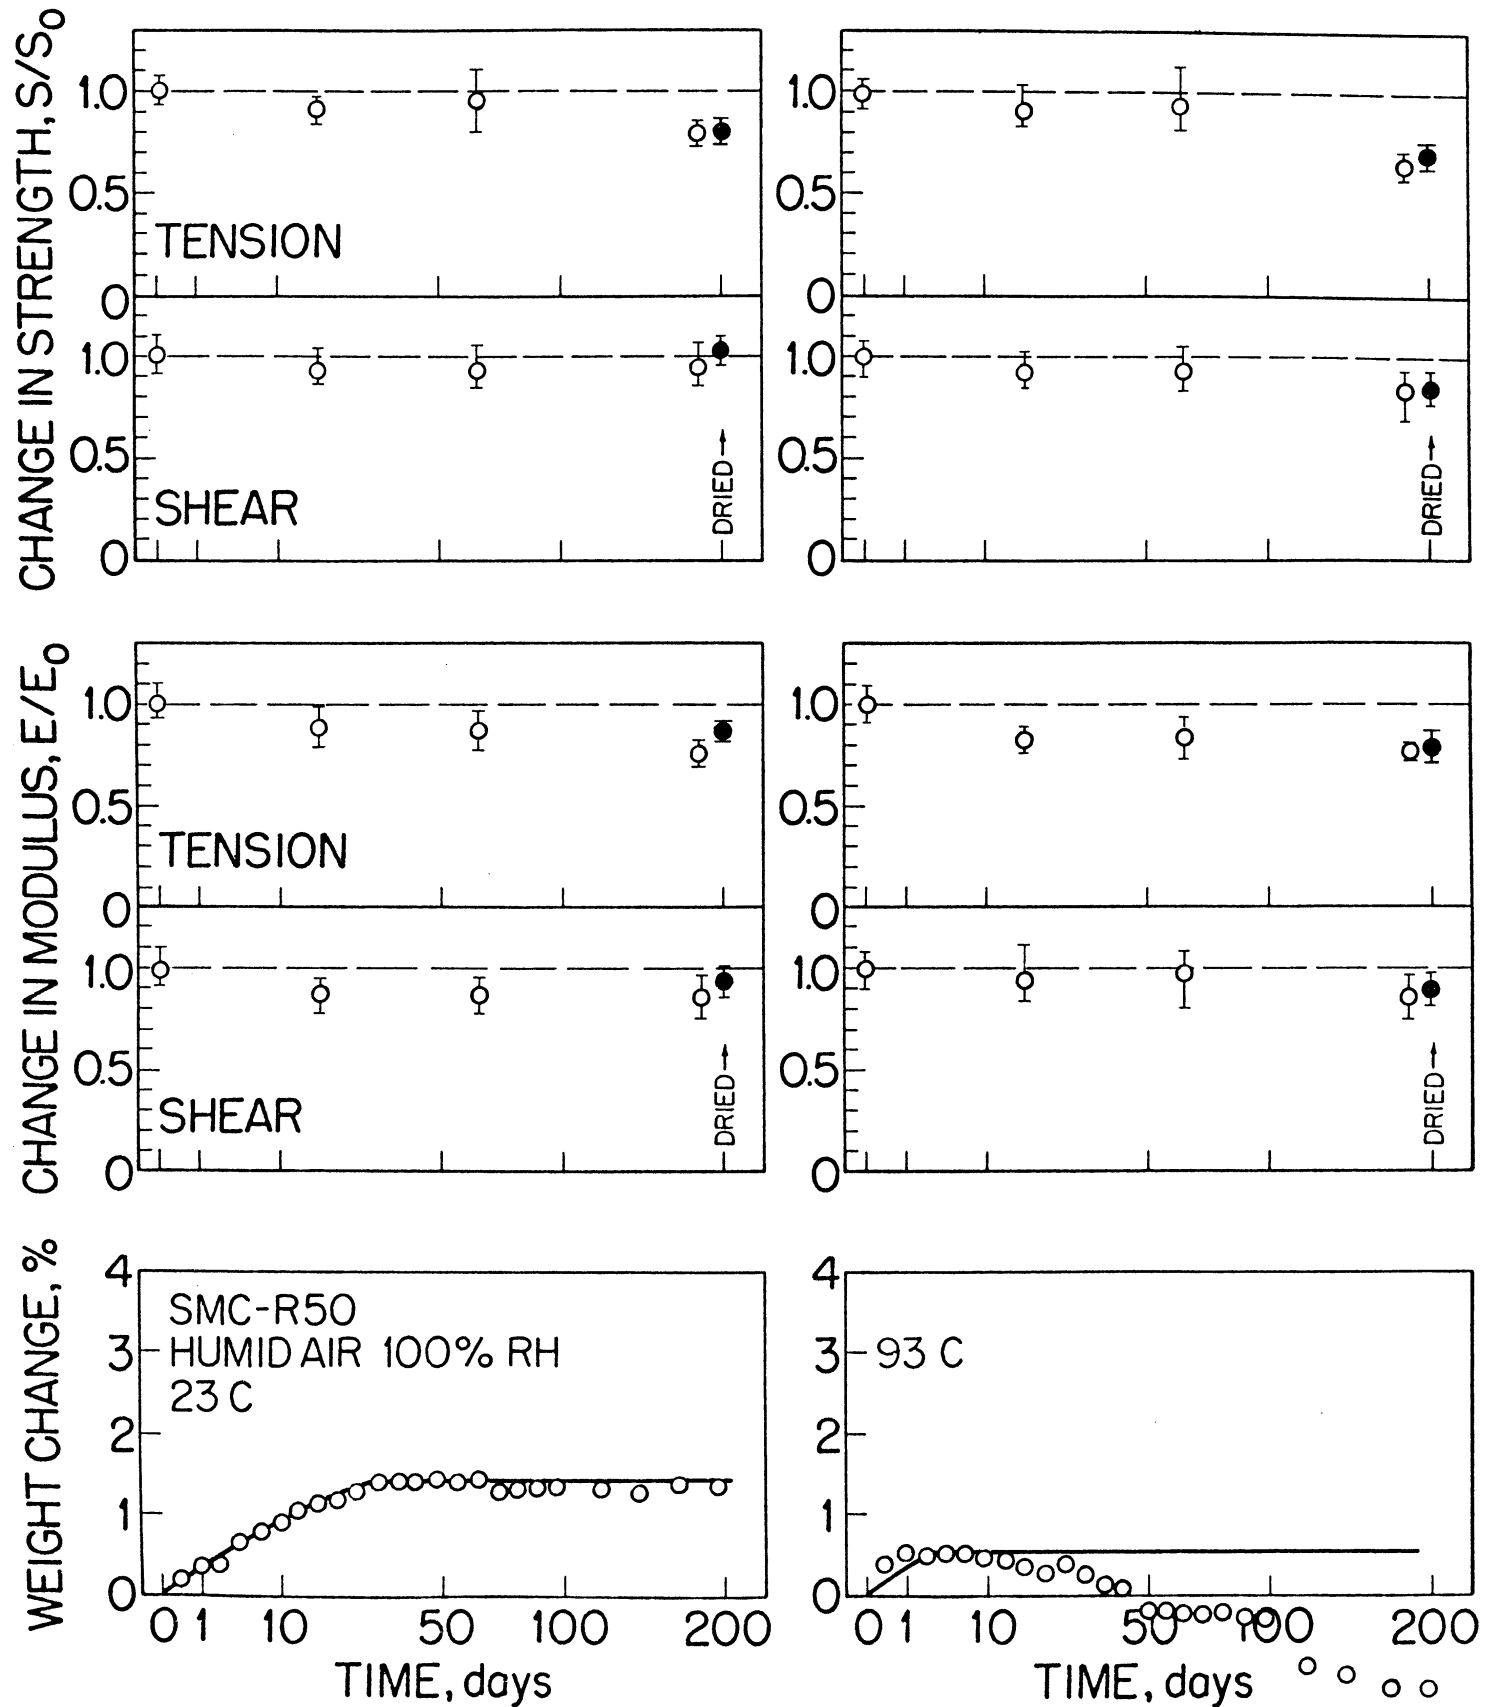 CHANGE IN STRENGTH, S/S₀
1.0
0.5
0
TENSION
1.0
0.5
0
1.0
0.5
0
SHEAR
DRIED→
1.0
0.5
0
DRIED→
CHANGE IN MODULUS, E/E₀
1.0
0.5
0
TENSION
1.0
0.5
0
1.0
0.5
0
SHEAR
DRIED→
1.0
0.5
0
DRIED→
WEIGHT CHANGE, %
4
3
2
1
0
SMC-R50
HUMID AIR 100% RH
23 C
0 1 10 50 100 200
TIME, days
4
3
2
1
0
93 C
0 1 10 50 100 200
TIME, days